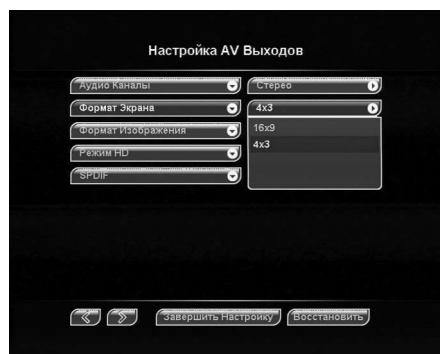 Настройка AV Выходов
Аудио Каналы Стерео
Формат Экрана 4x3
Формат Изображения 16x9
4x3
Режим HD
SPDIF
Завершить Настройку Восстановить